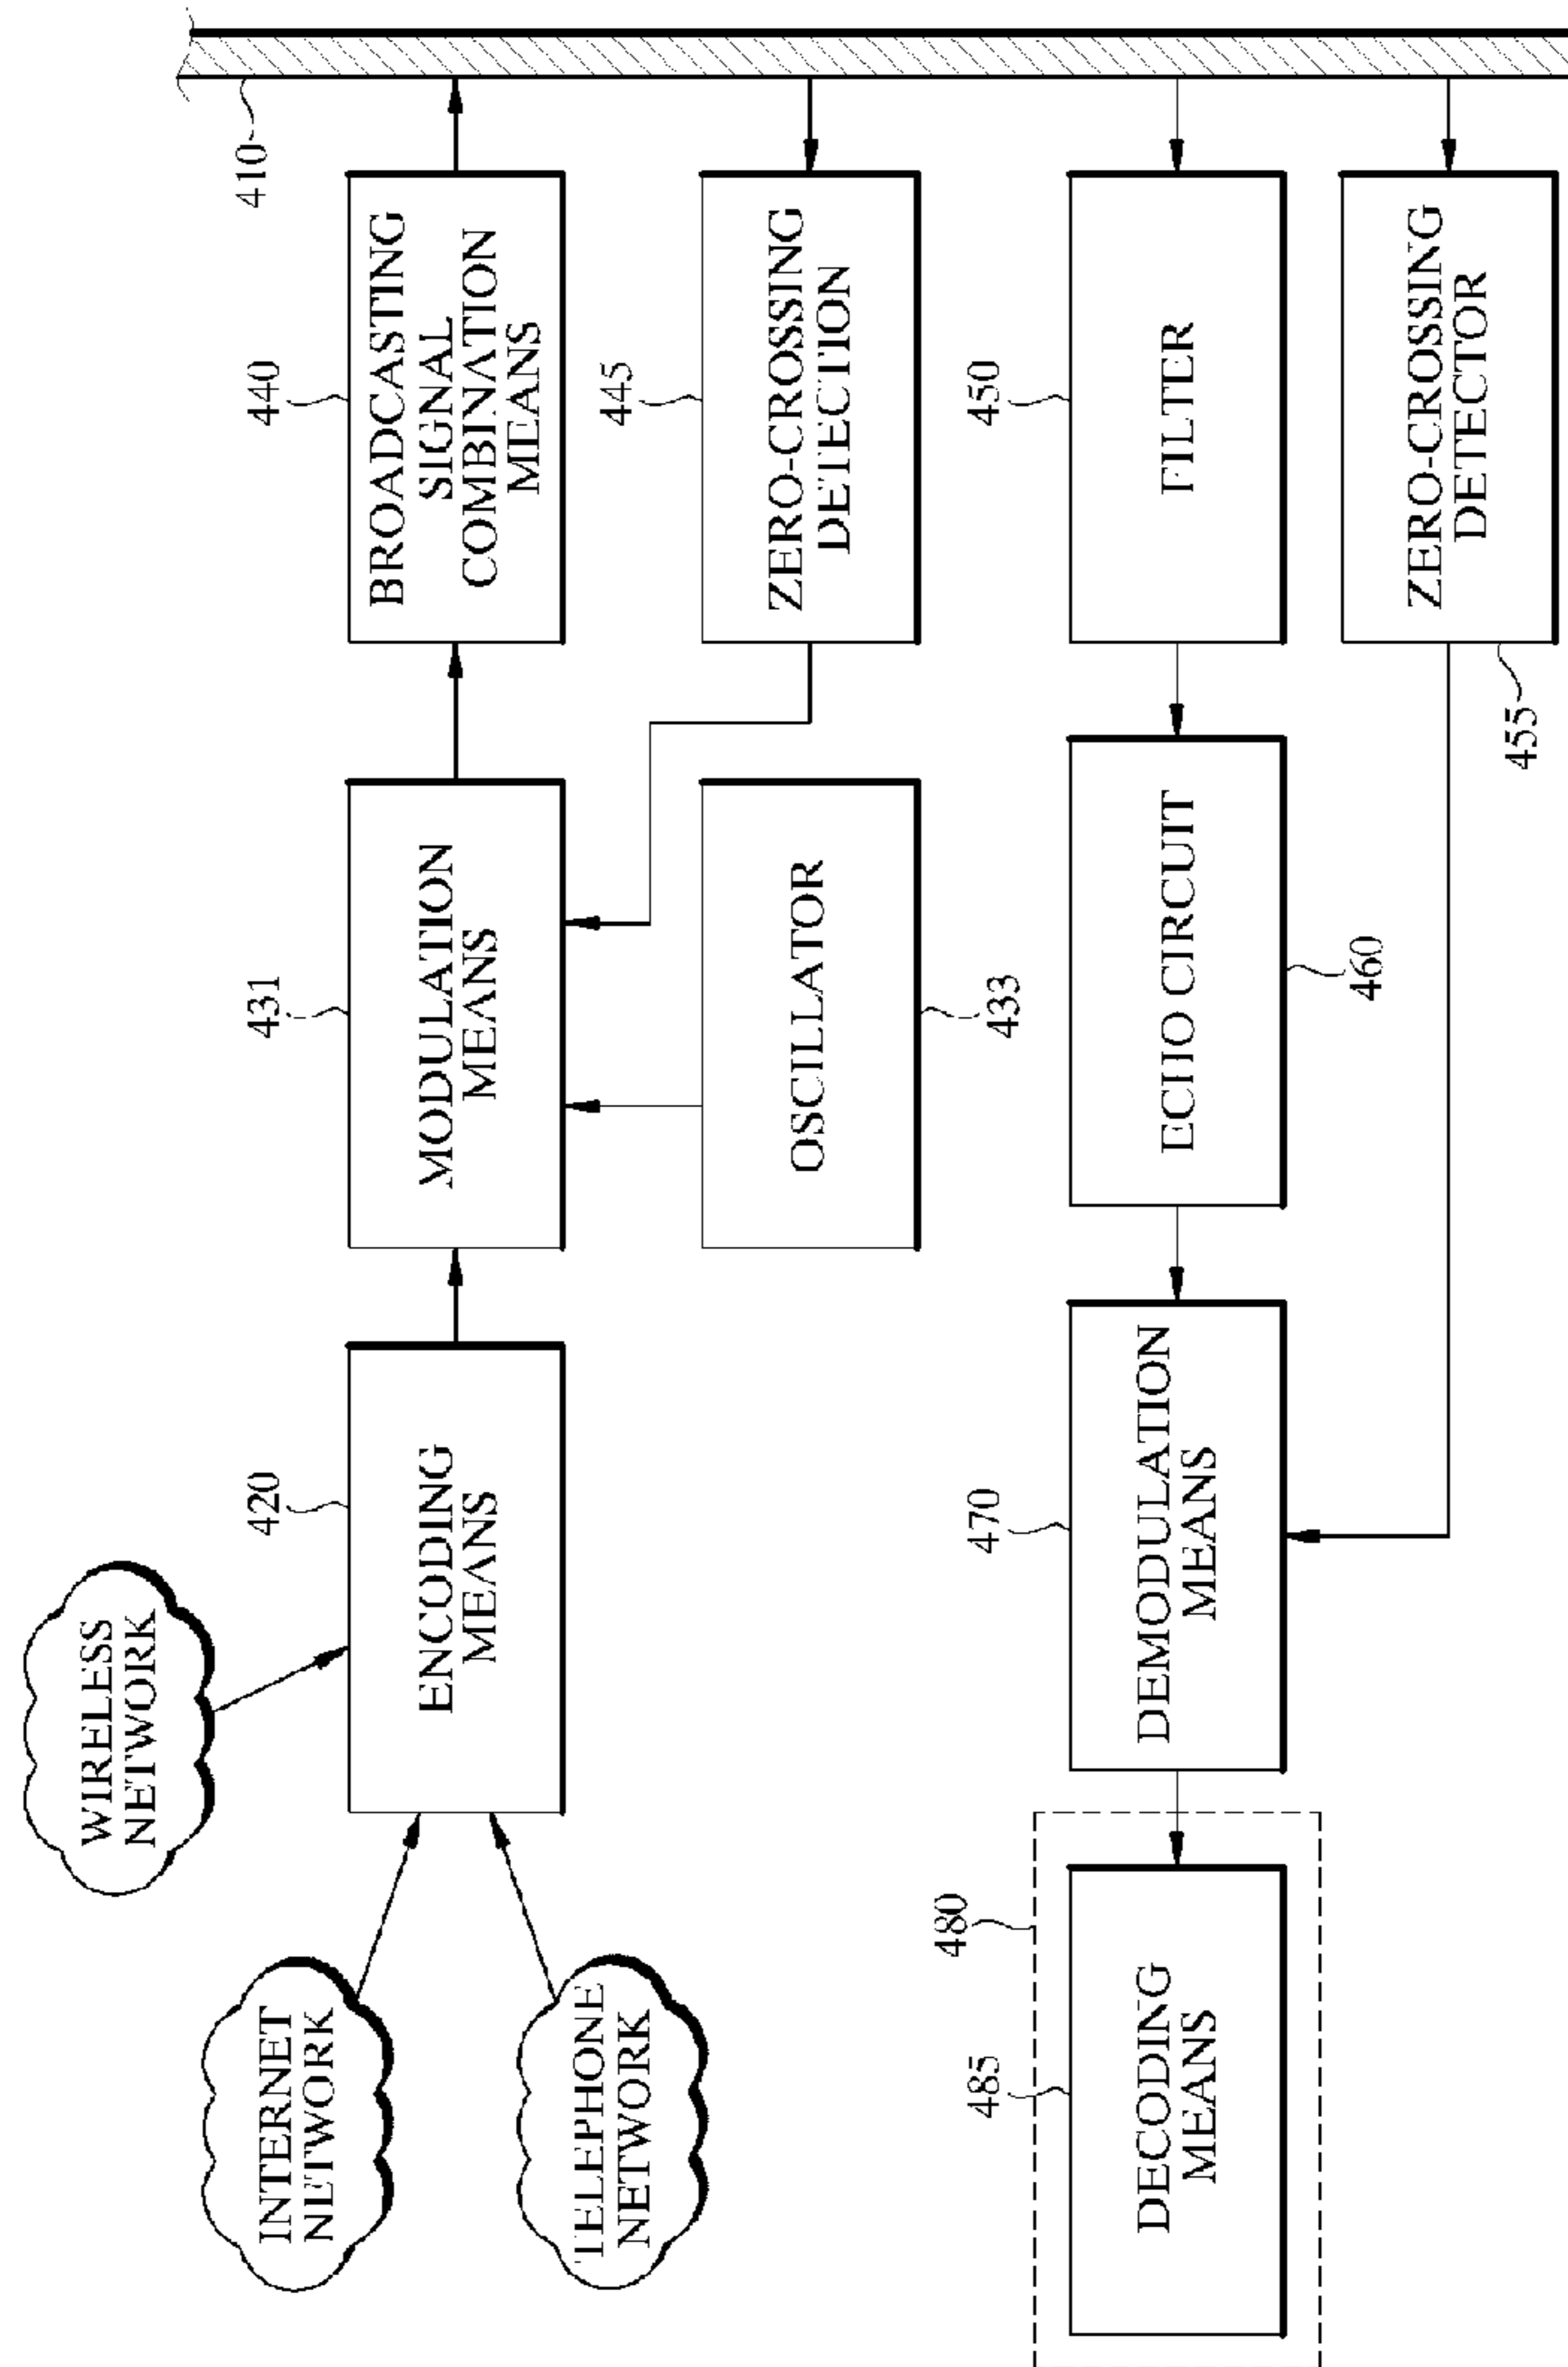 WIRELESS
NETWORK
INTERNET
NETWORK
TELEPHONE
NETWORK
420
ENCODING
MEANS
431
MODULATION
MEANS
440
BROADCASTING
SIGNAL
COMBINATION
MEANS
410
OSCILLATOR
433
445
ZERO-CROSSING
DETECTION
480
485
DECODING
MEANS
470
DEMODULATION
MEANS
ECHO CIRCUIT
460
450
FILTER
ZERO-CROSSING
DETECTOR
455